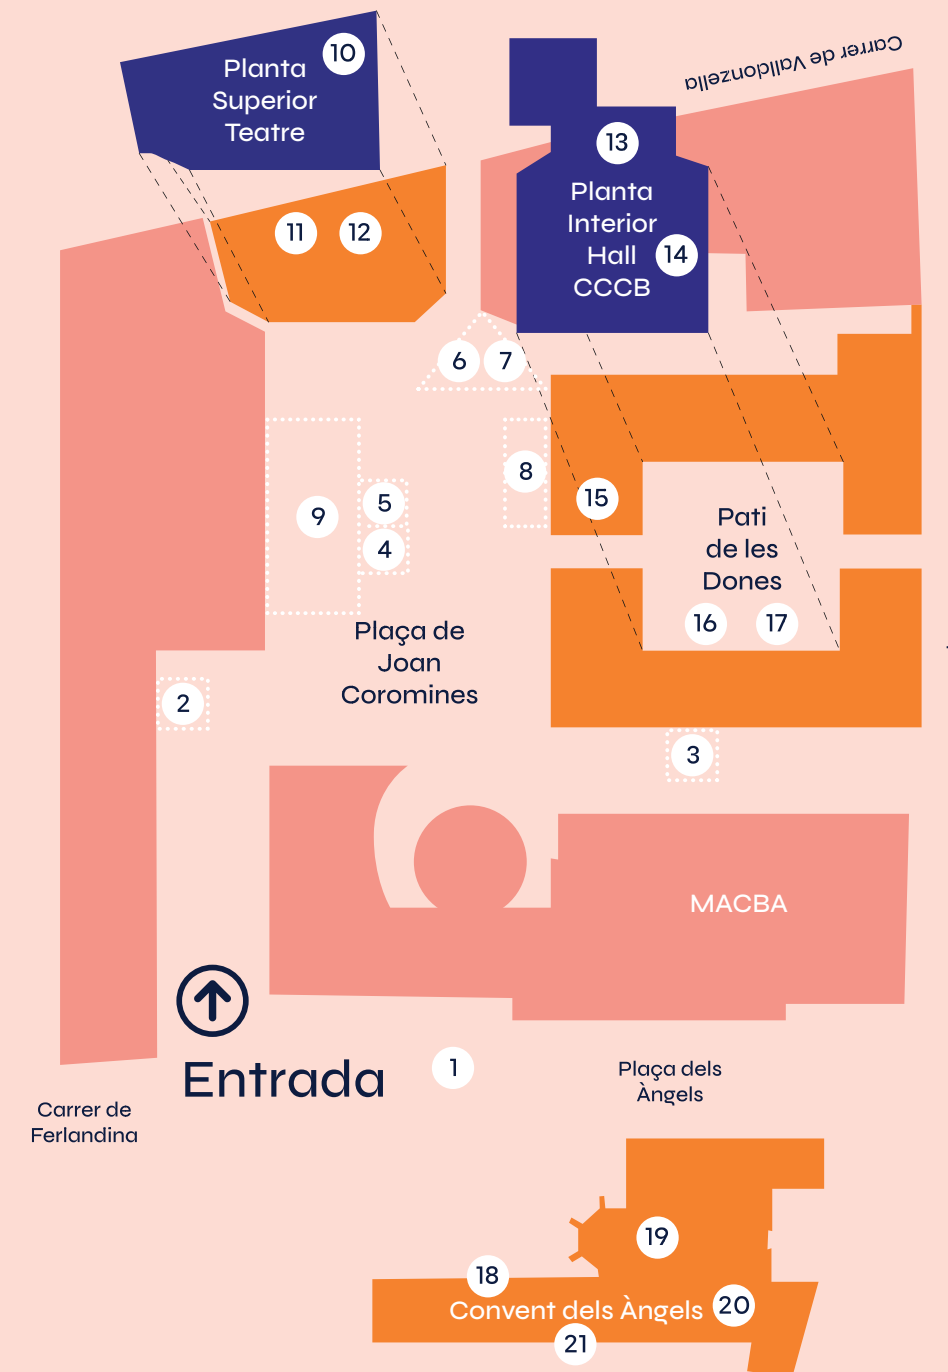 Planta
Superior
Teatre
10
Carrer de Valldonzella
13
Planta
Interior
Hall
CCCB
14
11
12
6
7
8
9
5
4
15
Pati
de les
Dones
16
17
Plaça de
Joan
Coromines
2
3
MACBA
Entrada
1
Plaça dels
Àngels
Carrer de
Ferlandina
19
18
Convent dels Àngels
20
21